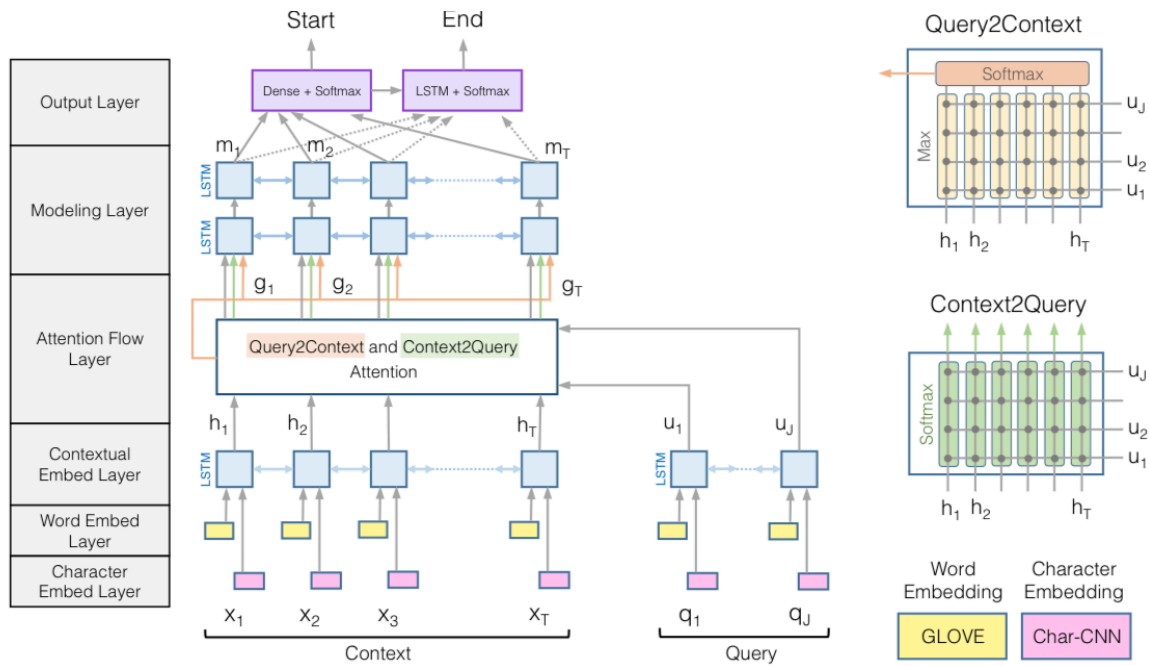 Start End
Output Layer
Dense + Softmax
LSTM + Softmax
m1 m2 mT
LSTM
Modeling Layer
LSTM
g1 g2 gT
Attention Flow
Layer
Query2Context and Context2Query
Attention
h1 h2 hT u1 uJ
Contextual
Embed Layer
LSTM
LSTM
Word Embed
Layer
Character
Embed Layer
x1 x2 x3 xT q1 qJ
Context Query
Query2Context
Softmax
Max
uJ
u2
u1
h1 h2 hT
Context2Query
Softmax
uJ
u2
u1
h1 h2 hT
Word
Embedding
Character
Embedding
GLOVE
Char-CNN